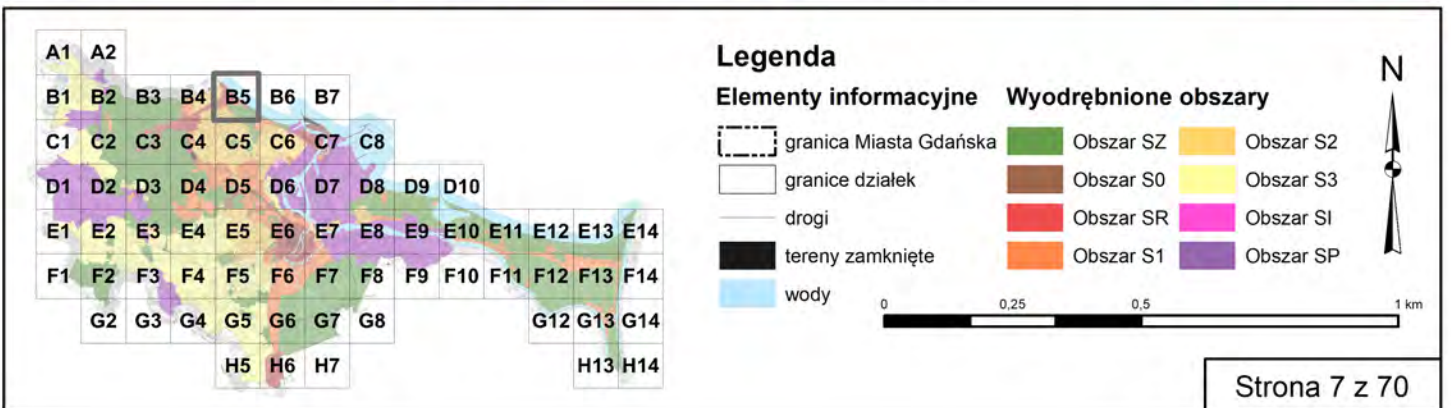 A1 A2
B1 B2 B3 B4 B5 B6 B7
C1 C2 C3 C4 C5 C6 C7 C8
D1 D2 D3 D4 D5 D6 D7 D8 D9 D10
E1 E2 E3 E4 E5 E6 E7 E8 E9 E10 E11 E12 E13 E14
F1 F2 F3 F4 F5 F6 F7 F8 F9 F10 F11 F12 F13 F14
G2 G3 G4 G5 G6 G7 G8 G12 G13 G14
H5 H6 H7 H13 H14
Legenda
Elementy informacyjne
granica Miasta Gdańska
granice działek
drogi
tereny zamknięte
wody
Wyodrębnione obszary
Obszar SZ
Obszar S0
Obszar SR
Obszar S1
Obszar S2
Obszar S3
Obszar SI
Obszar SP
N
0 0,25 0,5 1 km
Strona 7 z 70